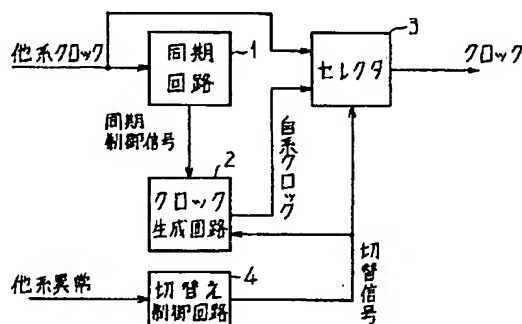 他系クロック
同期
回路
1
セレクタ
3
クロック
同期
制御信号
自系クロック
クロック
生成回路
2
他系異常
切替え
制御回路
4
切替信号